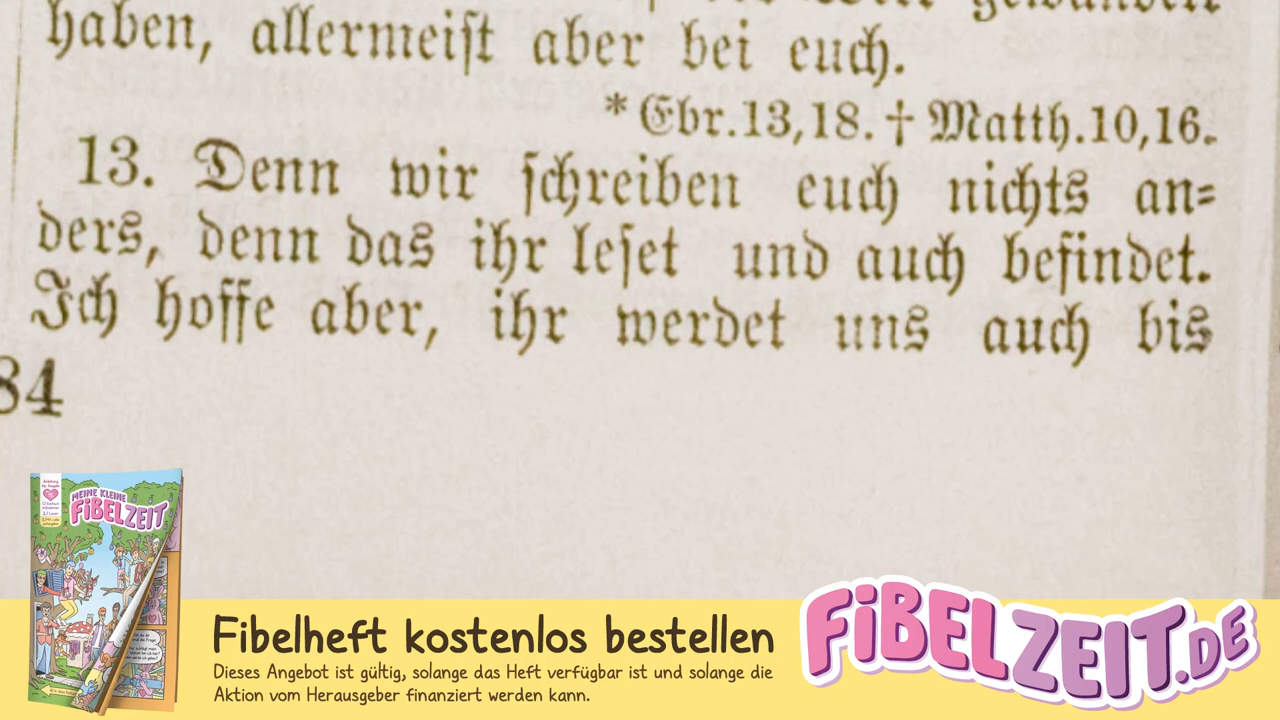 haben, allermeiſt aber bei euch.
* Ebr.13,18. † Matth.10,16.
13. Denn wir ſchreiben euch nichts an=
ders, denn das ihr leſet und auch befindet.
Ich hoffe aber, ihr werdet uns auch bis
84
MEINE KLEINE
FiBELZEiT
Fibelheft kostenlos bestellen
Dieses Angebot ist gültig, solange das Heft verfügbar ist und solange die
Aktion vom Herausgeber finanziert werden kann.
FiBELZEiT.DE